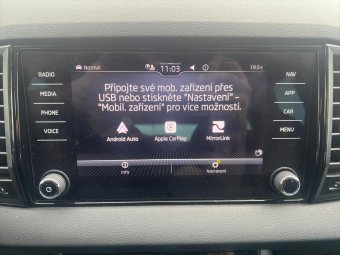 Normal 11:03 19.5°C
RADIO
MEDIA
PHONE
VOICE
Připojte své mob. zařízení přes
USB nebo stiskněte "Nastavení" -
"Mobil. zařízení" pro více možností.
Android Auto Apple CarPlay MirrorLink
Info Nastavení
NAV
APP
CAR
MENU